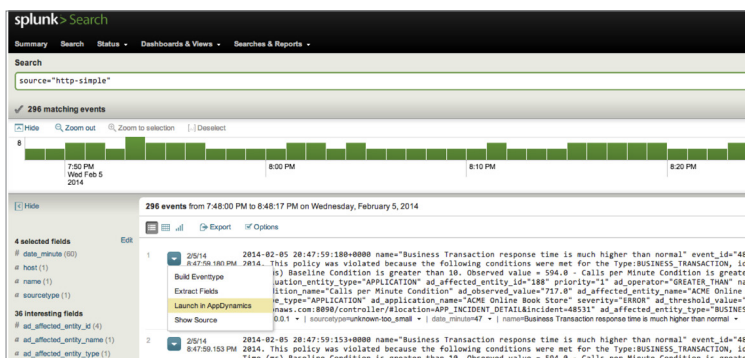 splunk> Search
Summary Search Status Dashboards & Views Searches & Reports
Search
source="http-simple"
296 matching events
Hide Zoom out Zoom to selection [..] Deselect
8
7:50 PM 8:00 PM 8:10 PM 8:20 PM
Wed Feb 5
2014
Hide
296 events from 7:48:00 PM to 8:48:17 PM on Wednesday, February 5, 2014
Export Options
4 selected fields Edit
# date_minute (60)
a host (1)
a name (1)
a sourcetype (1)
36 interesting fields
# ad_affected_entity_id (4)
a ad_affected_entity_name (1)
a ad_affected_entity_type (1)
1 2/5/14 2014-02-05 20:47:59:180+0000 name="Business Transaction response time is much higher than normal" event_id="48
8:47:59.180 PM 2014. This policy was violated because the following conditions were met for the Type:BUSINESS_TRANSACTION, id
s) Baseline Condition is greater than 10. Observed value = 594.0 - Calls per Minute Condition is greate
uation_entity_type="APPLICATION" ad_affected_entity_id="188" priority="1" ad_operator="GREATER_THAN" na
ition_name="Calls per Minute Condition" ad_observed_value="717.0" ad_affected_entity_name="ACME Online
e_type="APPLICATION" ad_application_name="ACME Online Book Store" severity="ERROR" ad_threshold_value="
naws.com:8090/controller/#location=APP_INCIDENT_DETAIL&incident=48531" ad_affected_entity_type="BUSINES
0.0.1 | sourcetype=unknown-too_small | date_minute=47 | name=Business Transaction response time is much higher than normal
Build Eventtype
Extract Fields
Launch in AppDynamics
Show Source
2 2/5/14 2014-02-05 20:47:59:153+0000 name="Business Transaction response time is much higher than normal" event_id="48
8:47:59.153 PM 2014. This policy was violated because the following conditions were met for the Type:BUSINESS_TRANSACTION, id